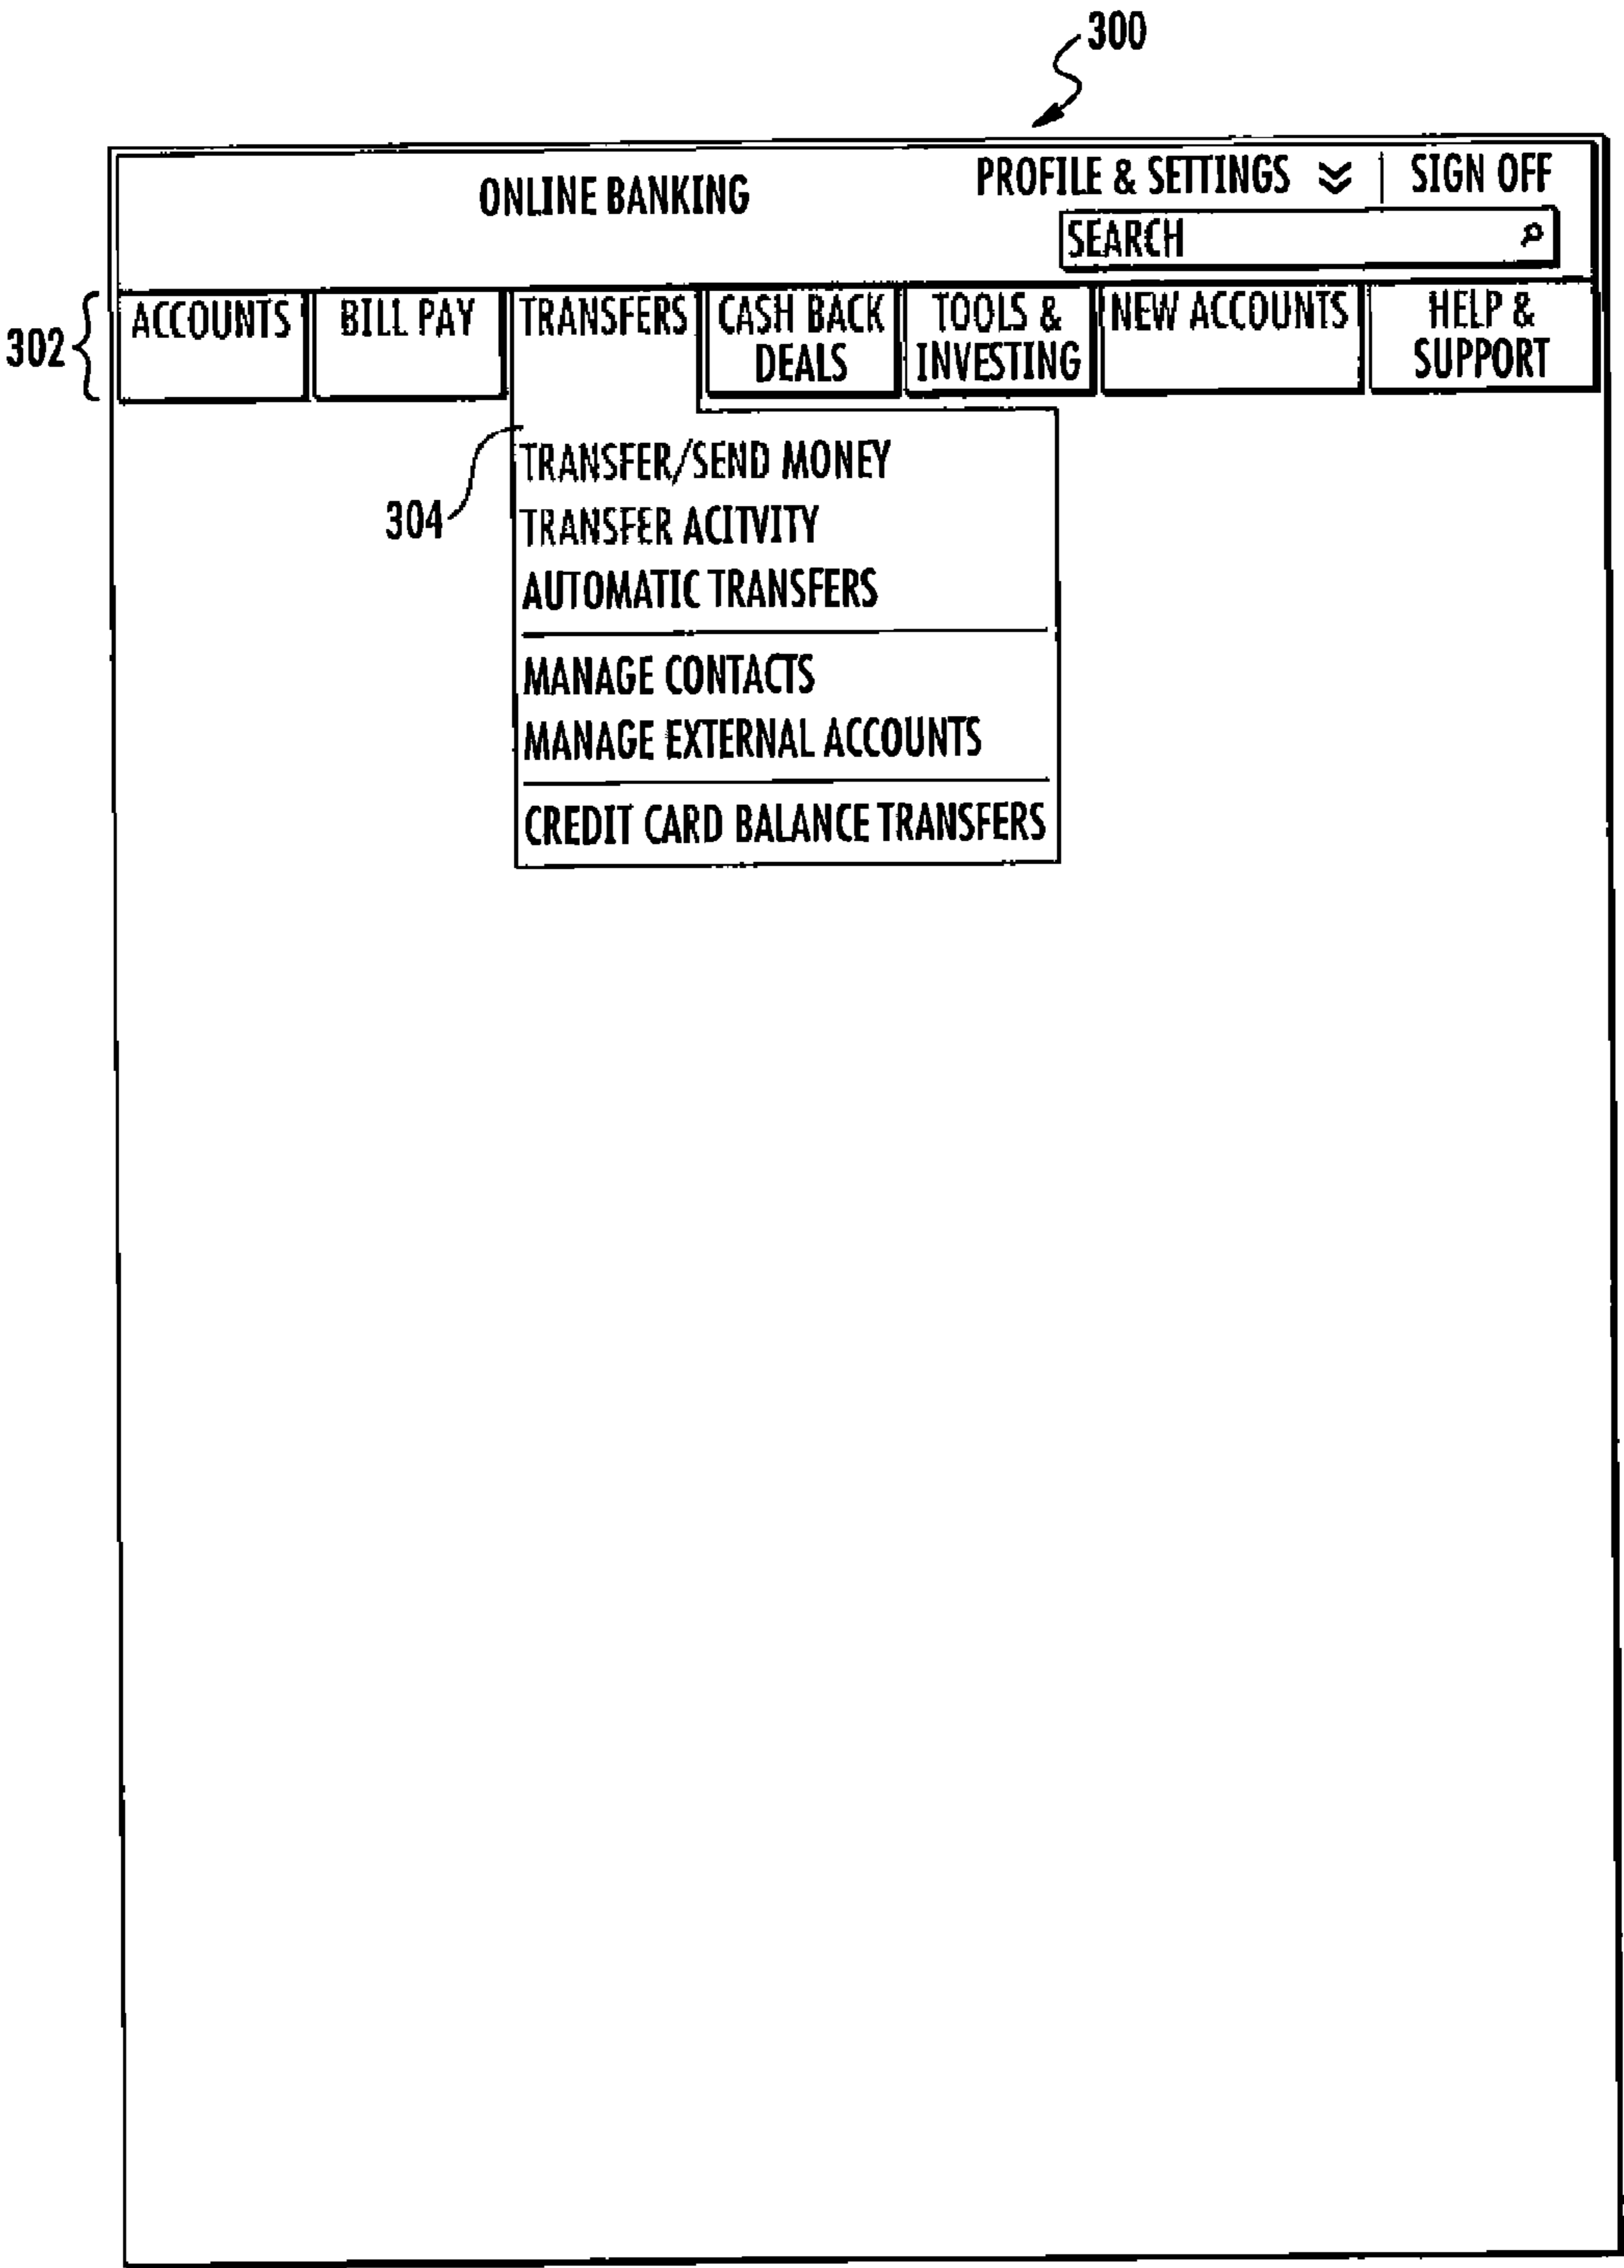 300
ONLINE BANKING
PROFILE & SETTINGS
SIGN OFF
SEARCH
302
ACCOUNTS
BILL PAY
TRANSFERS
CASH BACK
DEALS
TOOLS &
INVESTING
NEW ACCOUNTS
HELP &
SUPPORT
304
TRANSFER/SEND MONEY
TRANSFER ACITVITY
AUTOMATIC TRANSFERS
MANAGE CONTACTS
MANAGE EXTERNAL ACCOUNTS
CREDIT CARD BALANCE TRANSFERS